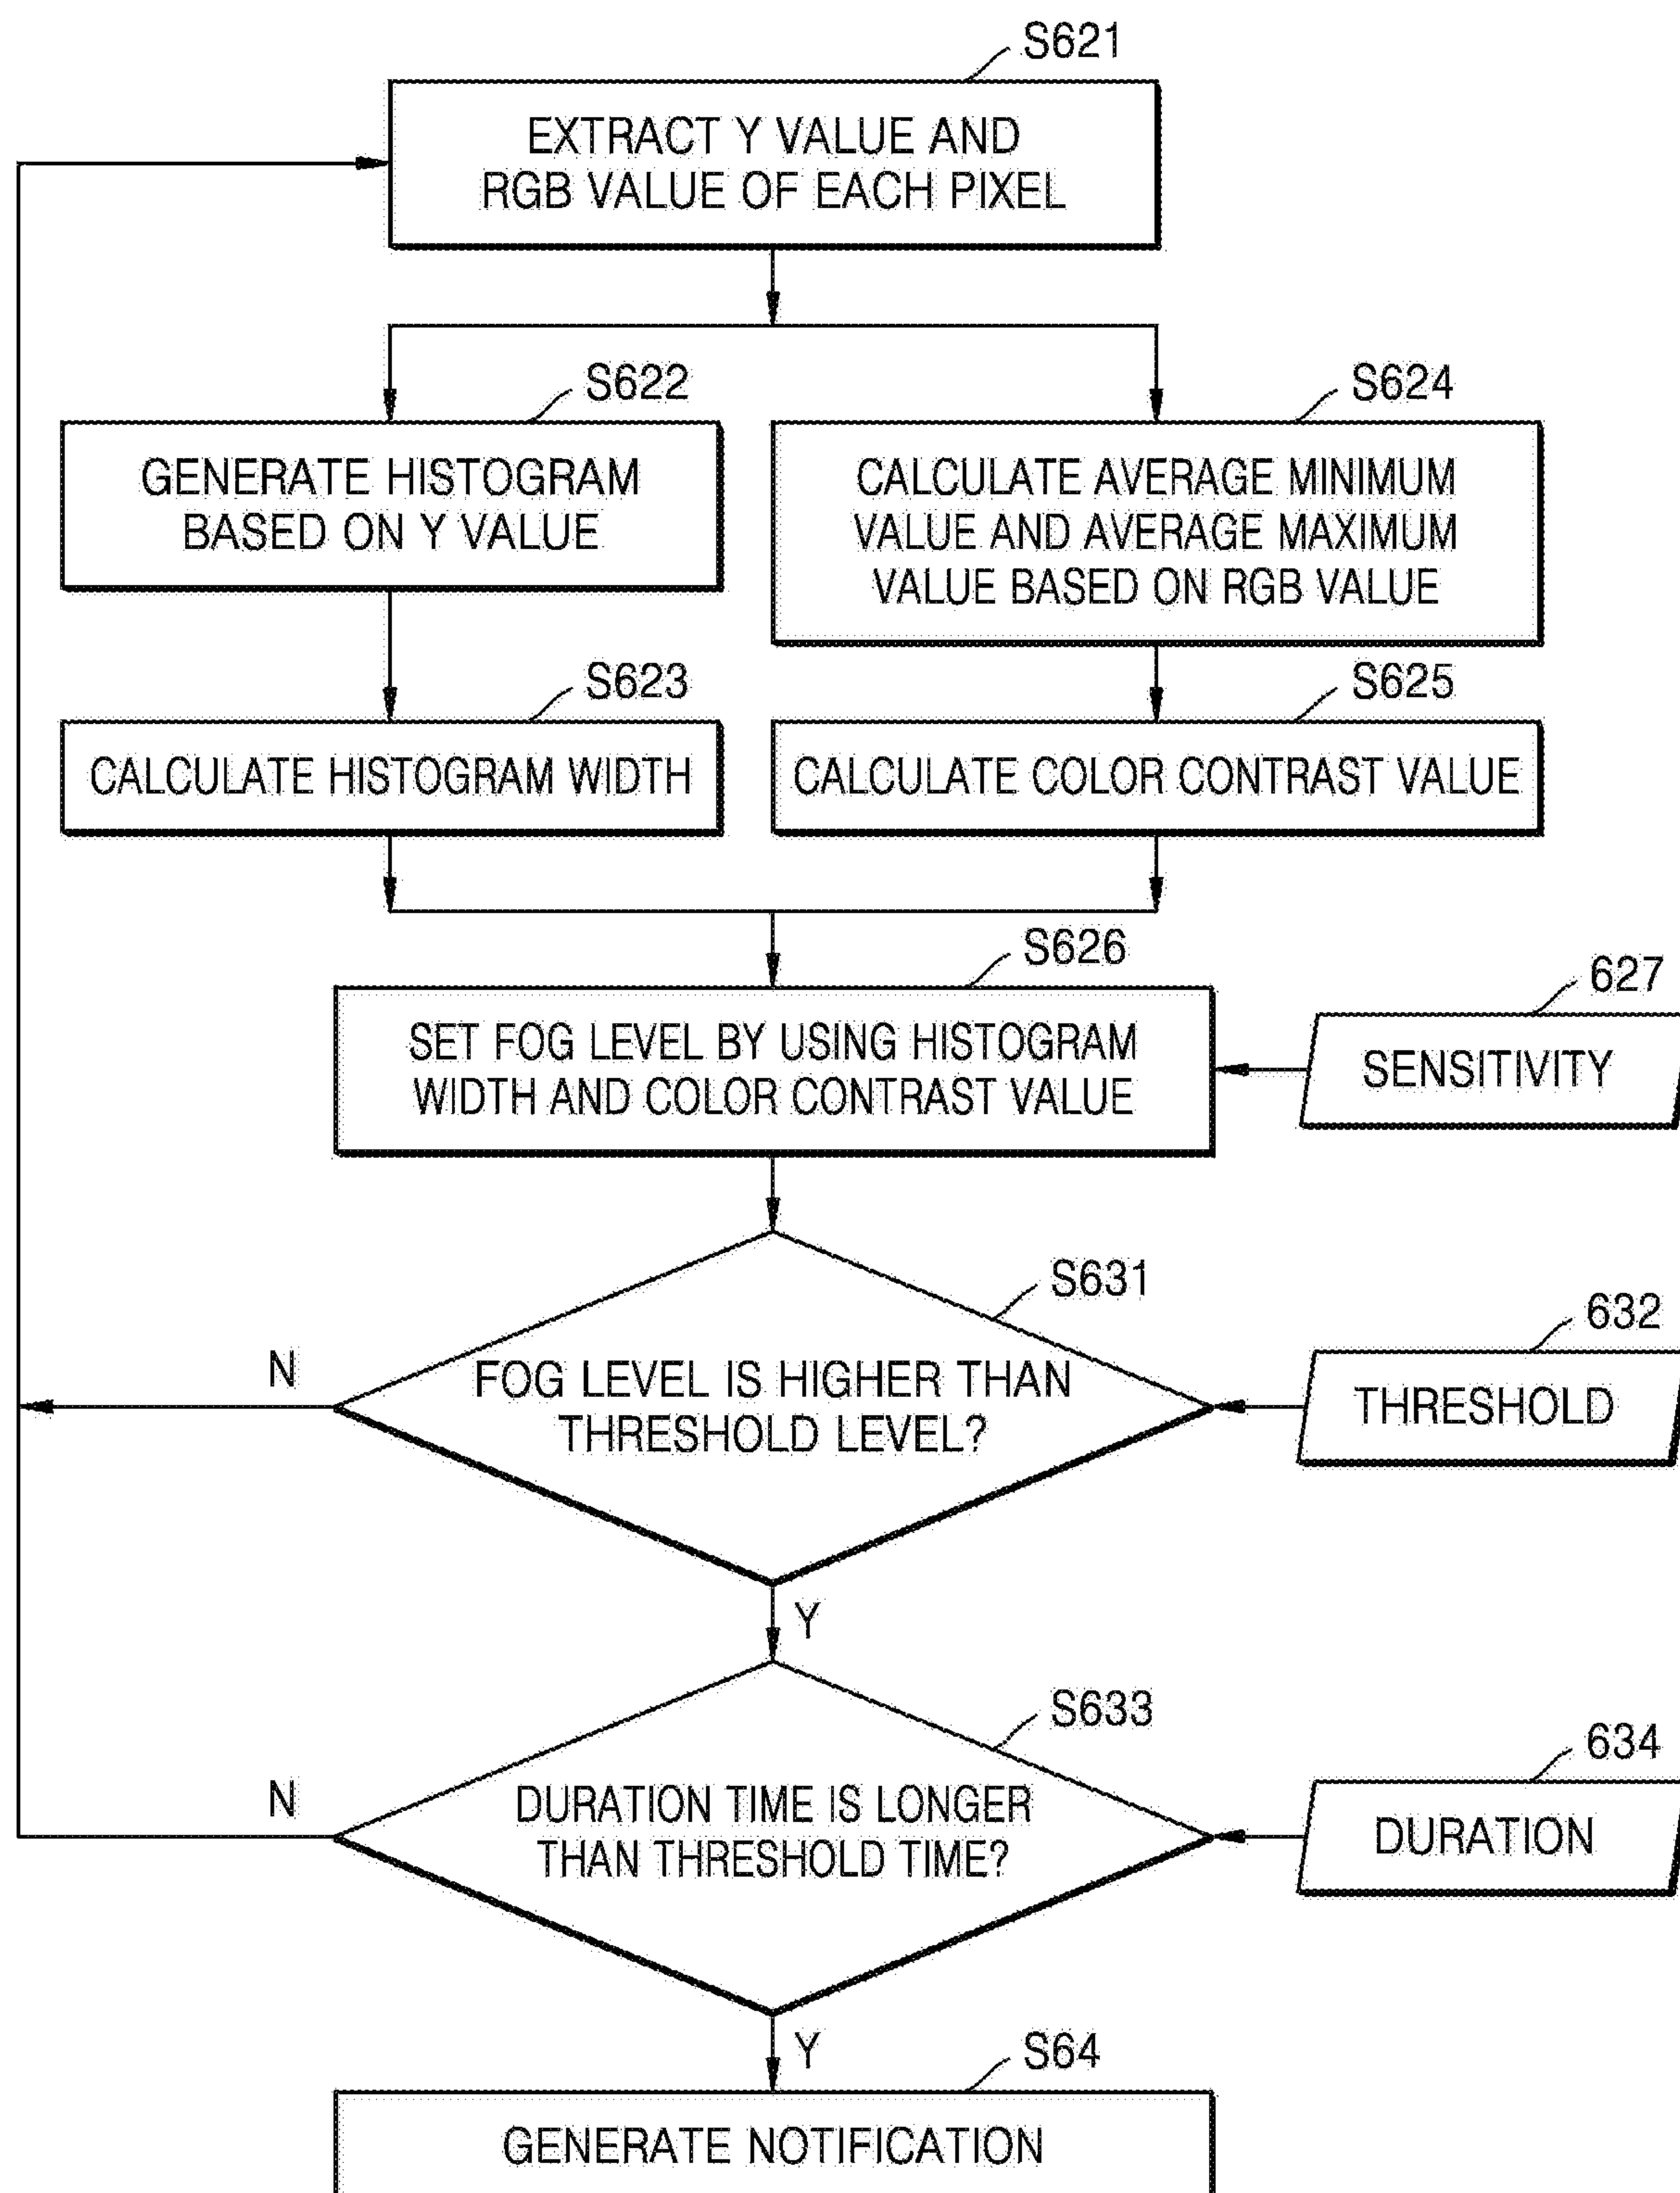 S621
EXTRACT Y VALUE AND
RGB VALUE OF EACH PIXEL
S622
GENERATE HISTOGRAM
BASED ON Y VALUE
S624
CALCULATE AVERAGE MINIMUM
VALUE AND AVERAGE MAXIMUM
VALUE BASED ON RGB VALUE
S623
CALCULATE HISTOGRAM WIDTH
S625
CALCULATE COLOR CONTRAST VALUE
S626
SET FOG LEVEL BY USING HISTOGRAM
WIDTH AND COLOR CONTRAST VALUE
627
SENSITIVITY
S631
FOG LEVEL IS HIGHER THAN
THRESHOLD LEVEL?
N
632
THRESHOLD
Y
S633
DURATION TIME IS LONGER
THAN THRESHOLD TIME?
N
634
DURATION
Y
S64
GENERATE NOTIFICATION